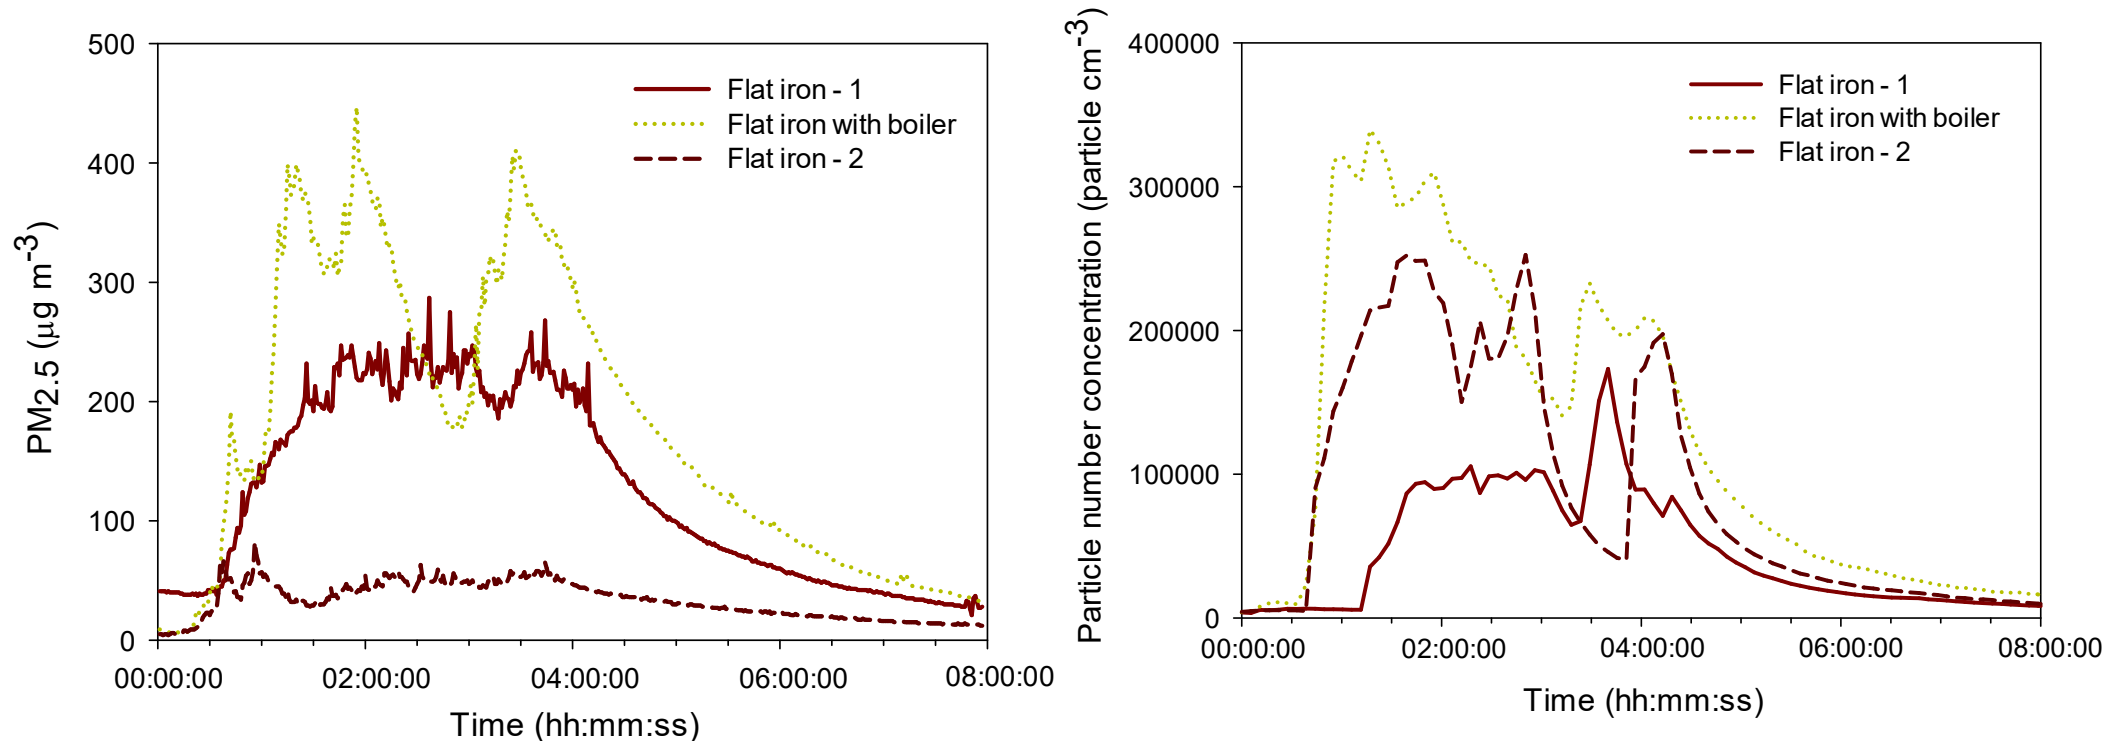 500
400
300
200
100
0
PM2.5 (μg m-3)
Flat iron - 1
Flat iron with boiler
Flat iron - 2
00:00:00 02:00:00 04:00:00 06:00:00 08:00:00
Time (hh:mm:ss)
400000
300000
200000
100000
0
Particle number concentration (particle cm-3)
Flat iron - 1
Flat iron with boiler
Flat iron - 2
00:00:00 02:00:00 04:00:00 06:00:00 08:00:00
Time (hh:mm:ss)